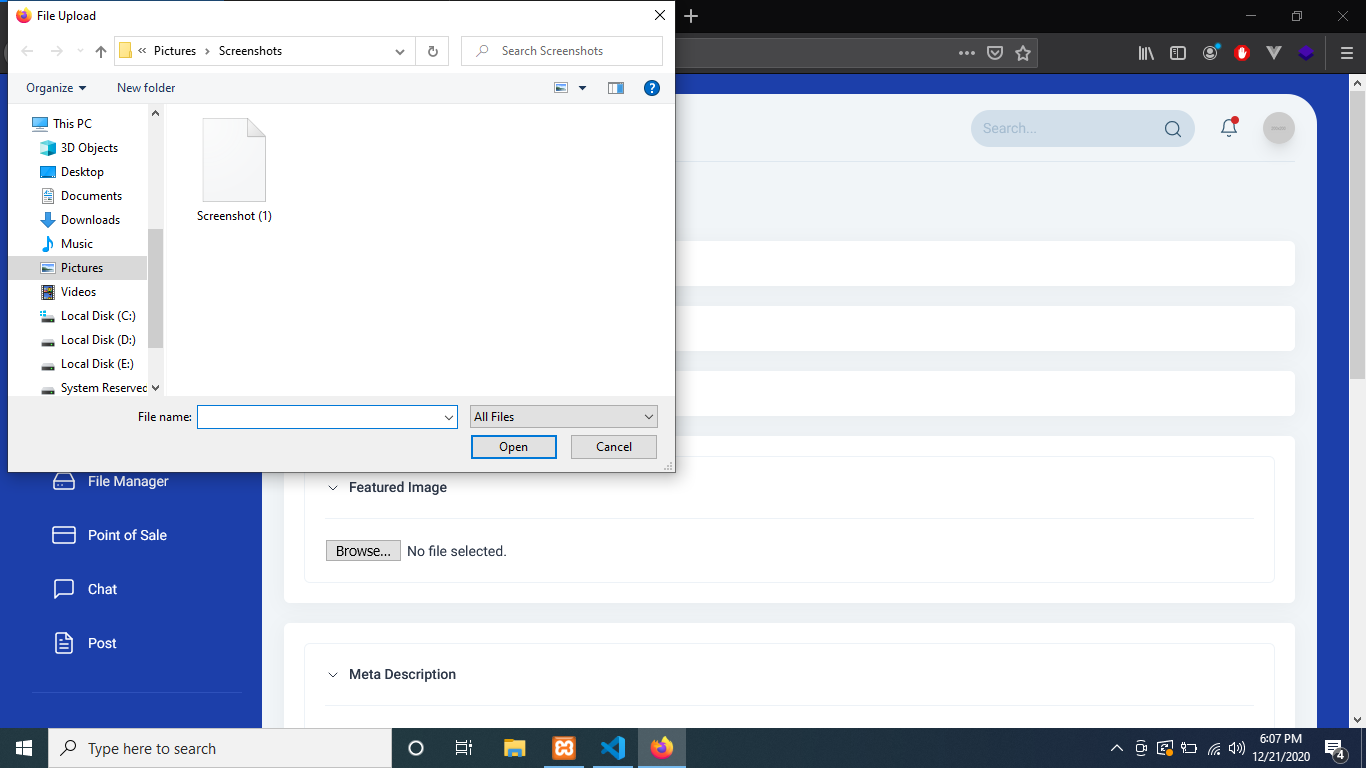 File Upload
Pictures
Screenshots
Search Screenshots
Organize
New folder
This PC
3D Objects
Desktop
Documents
Downloads
Music
Pictures
Videos
Local Disk (C:)
Local Disk (D:)
Local Disk (E:)
System Reserved
Screenshot (1)
File name:
All Files
Open
Cancel
Search...
File Manager
Point of Sale
Chat
Post
Featured Image
Browse...
No file selected.
Meta Description
Type here to search
6:07 PM
12/21/2020
4